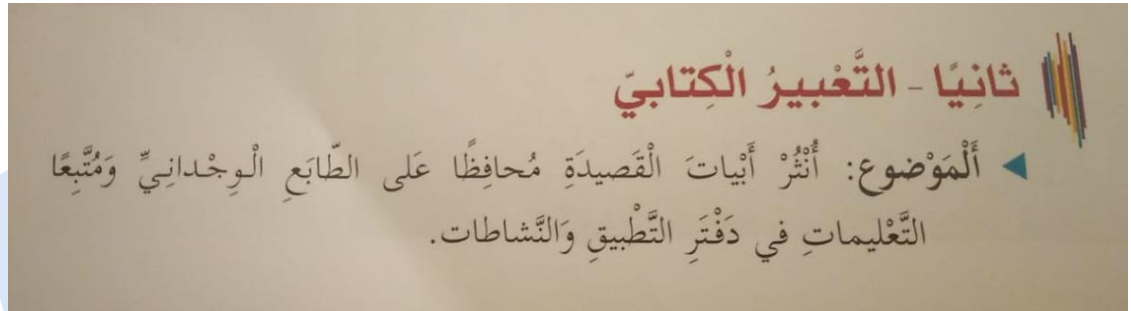 ثانِيًا - التَّعْبيرُ الْكِتابيّ
أَلْمَوْضوع: أُنْثُرْ أَبْياتَ الْقَصيدَةِ مُحافِظًا عَلى الطّابَعِ الْوِجْدانِيِّ وَمُتَّبِعًا
التَّعْليماتِ في دَفْتَرِ التَّطْبيقِ وَالنَّشاطات.